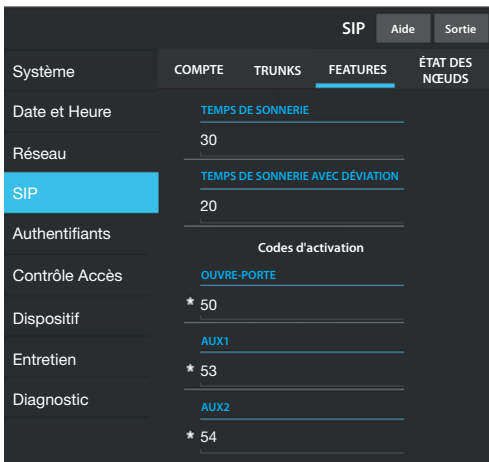 SIP Aide Sortie
Système
Date et Heure
Réseau
SIP
Authentifiants
Contrôle Accès
Dispositif
Entretien
Diagnostic
COMPTE TRUNKS FEATURES ÉTAT DES
NŒUDS
TEMPS DE SONNERIE
30
TEMPS DE SONNERIE AVEC DÉVIATION
20
Codes d'activation
OUVRE-PORTE
* 50
AUX1
* 53
AUX2
* 54